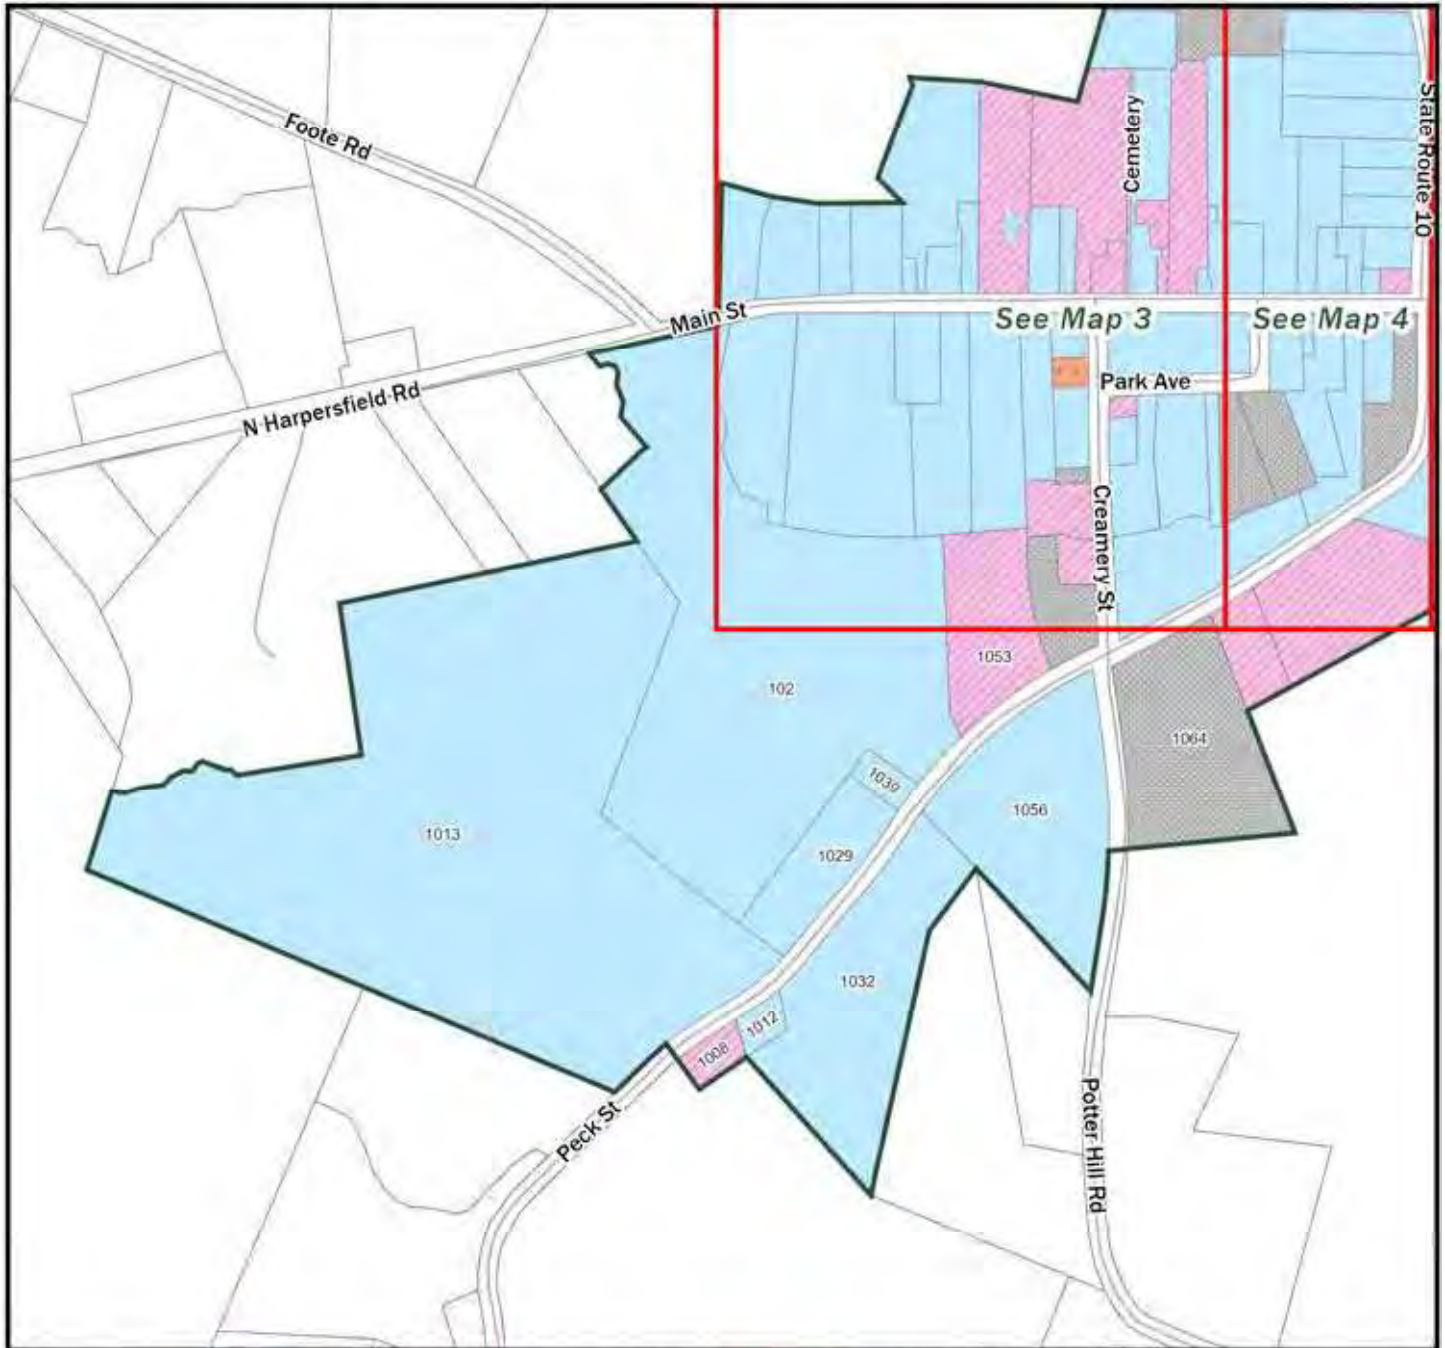 State Route 10
Cemetery
Foote Rd
Main St
See Map 3
See Map 4
Park Ave
N Harpersfield Rd
Creamery St
1053
102
1064
1039
1056
1013
1029
1032
1012
1008
Peck St
Potter Hill Rd